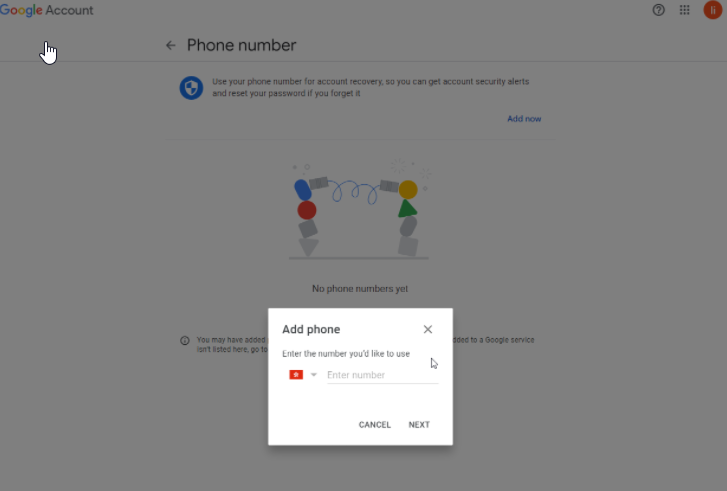 Google Account
li
Phone number
Use your phone number for account recovery, so you can get account security alerts
and reset your password if you forget it
Add now
No phone numbers yet
You may have added
dded to a Google service
isn't listed here, go to
Add phone
Enter the number you'd like to use
Enter number
CANCEL
NEXT